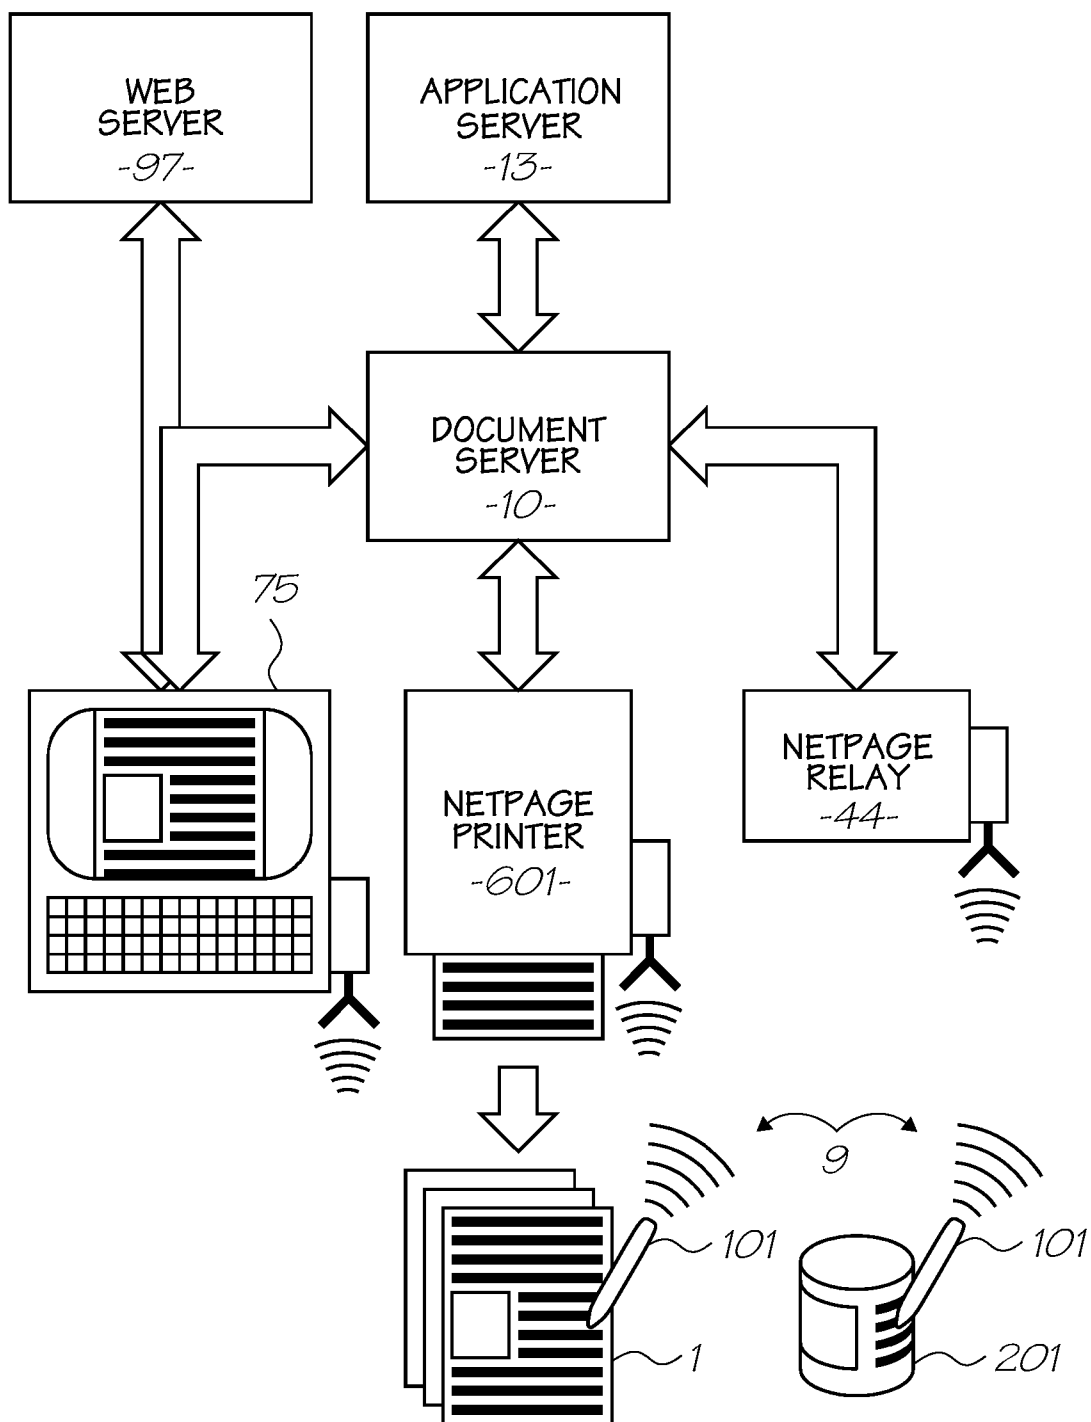 WEB
SERVER
-97-
APPLICATION
SERVER
-13-
DOCUMENT
SERVER
-10-
75
NETPAGE
PRINTER
-601-
NETPAGE
RELAY
-44-
9
101
101
1
201